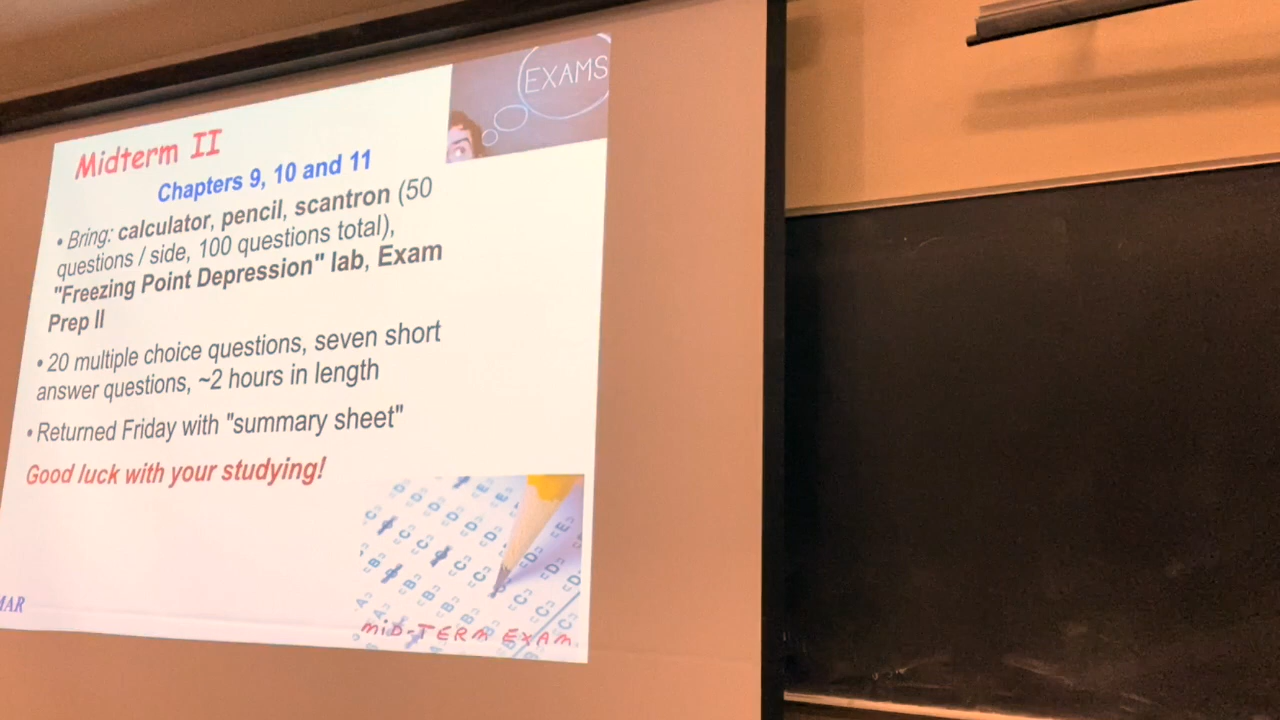 EXAMS
Midterm II
Chapters 9, 10 and 11
• Bring: calculator, pencil, scantron (50
questions / side, 100 questions total),
"Freezing Point Depression" lab, Exam
Prep II
• 20 multiple choice questions, seven short
answer questions, ~2 hours in length
• Returned Friday with "summary sheet"
Good luck with your studying!
MAR
MID-TERM EXAM